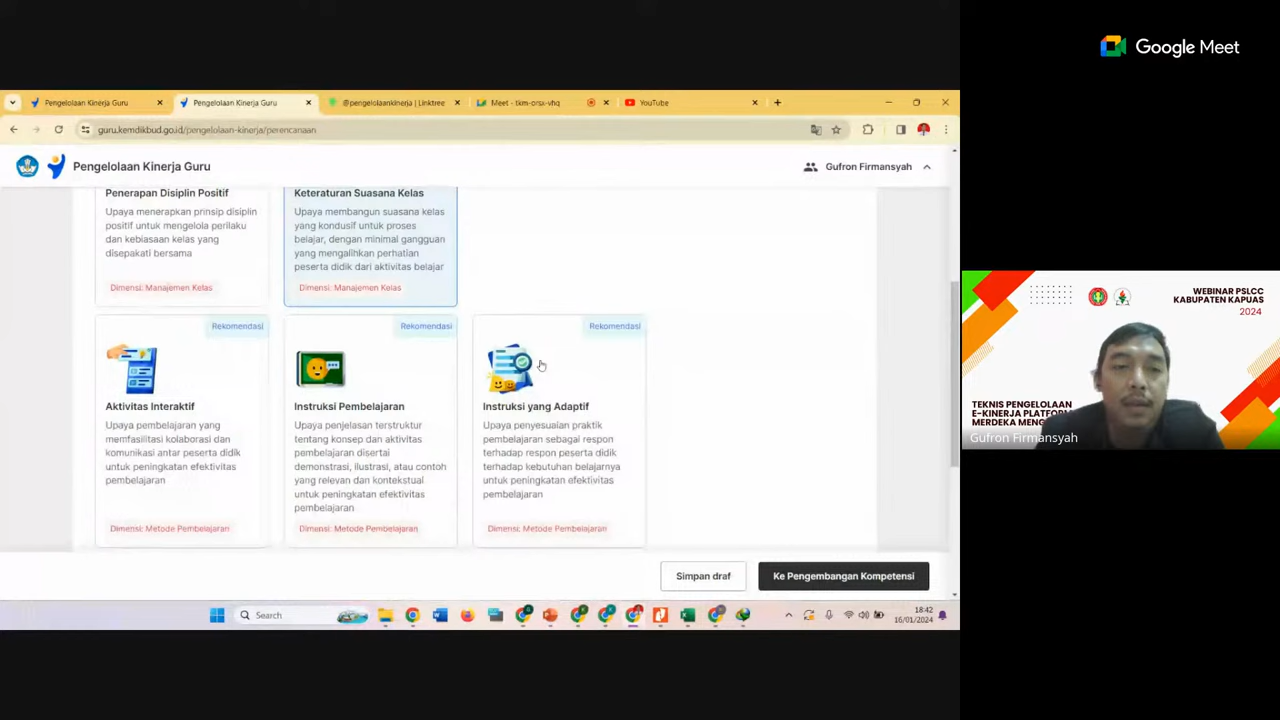 Google Meet
Pengelolaan Kinerja Guru
Pengelolaan Kinerja Guru
@pengelolaankinerja | Linktree
Meet - tkm-orsx-vhq
YouTube
guru.kemdikbud.go.id/pengelolaan-kinerja/perencanaan
Pengelolaan Kinerja Guru
Gufron Firmansyah
Penerapan Disiplin Positif
Upaya menerapkan prinsip disiplin
positif untuk mengelola perilaku
dan kebiasaan kelas yang
disepakati bersama
Dimensi: Manajemen Kelas
Keteraturan Suasana Kelas
Upaya membangun suasana kelas
yang kondusif untuk proses
belajar, dengan minimal gangguan
yang mengalihkan perhatian
peserta didik dari aktivitas belajar
Dimensi: Manajemen Kelas
Rekomendasi
Aktivitas Interaktif
Upaya pembelajaran yang
memfasilitasi kolaborasi dan
komunikasi antar peserta didik
untuk peningkatan efektivitas
pembelajaran
Dimensi: Metode Pembelajaran
Rekomendasi
Instruksi Pembelajaran
Upaya penjelasan terstruktur
tentang konsep dan aktivitas
pembelajaran disertai
demonstrasi, ilustrasi, atau contoh
yang relevan dan kontekstual
untuk peningkatan efektivitas
pembelajaran
Dimensi: Metode Pembelajaran
Rekomendasi
Instruksi yang Adaptif
Upaya penyesuaian praktik
pembelajaran sebagai respon
terhadap respon peserta didik
terhadap kebutuhan belajarnya
untuk peningkatan efektivitas
pembelajaran
Dimensi: Metode Pembelajaran
Simpan draf
Ke Pengembangan Kompetensi
Search
18:42
16/01/2024
WEBINAR PSLCC
KABUPATEN KAPUAS
2024
TEKNIS PENGELOLAAN
E-KINERJA PLATFORM
MERDEKA MENG
Gufron Firmansyah